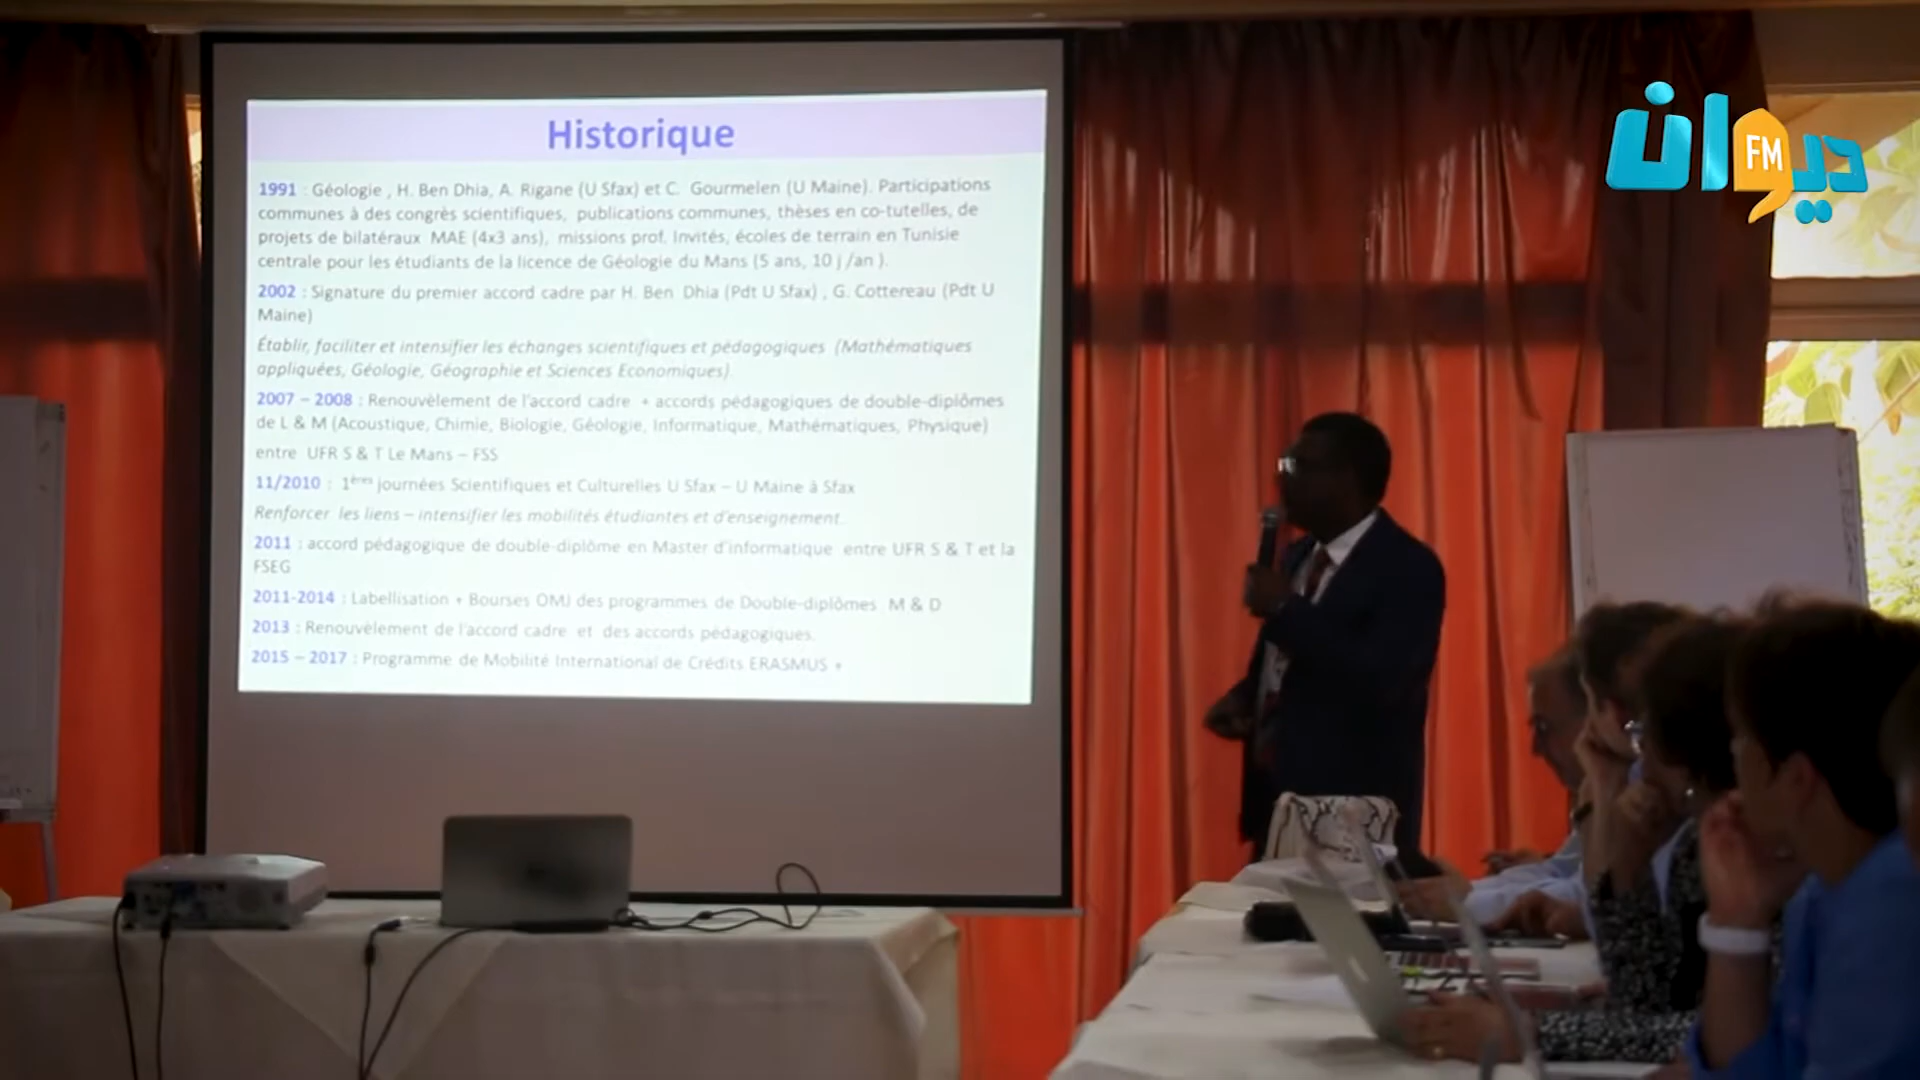 Historique
1991 : Géologie , H. Ben Dhia, A. Rigane (U Sfax) et C. Gourmelen (U Maine). Participations
communes à des congrès scientifiques, publications communes, thèses en co-tutelles, de
projets de bilatéraux MAE (4x3 ans), missions prof. Invités, écoles de terrain en Tunisie
centrale pour les étudiants de la licence de Géologie du Mans (5 ans, 10 j /an ).
2002 : Signature du premier accord cadre par H. Ben Dhia (Pdt U Sfax) , G. Cottereau (Pdt U
Maine)
Établir, faciliter et intensifier les échanges scientifiques et pédagogiques (Mathématiques
appliquées, Géologie, Géographie et Sciences Economiques).
2007 – 2008 : Renouvèlement de l'accord cadre + accords pédagogiques de double-diplômes
de L & M (Acoustique, Chimie, Biologie, Géologie, Informatique, Mathématiques, Physique)
entre UFR S & T Le Mans – FSS
11/2010 : 1ères journées Scientifiques et Culturelles U Sfax – U Maine à Sfax
Renforcer les liens – intensifier les mobilités étudiantes et d'enseignement.
2011 : accord pédagogique de double-diplôme en Master d'informatique entre UFR S & T et la
FSEG
2011-2014 : Labellisation + Bourses OMJ des programmes de Double-diplômes M & D
2013 : Renouvèlement de l'accord cadre et des accords pédagogiques.
2015 – 2017 : Programme de Mobilité International de Crédits ERASMUS +
ديوان FM